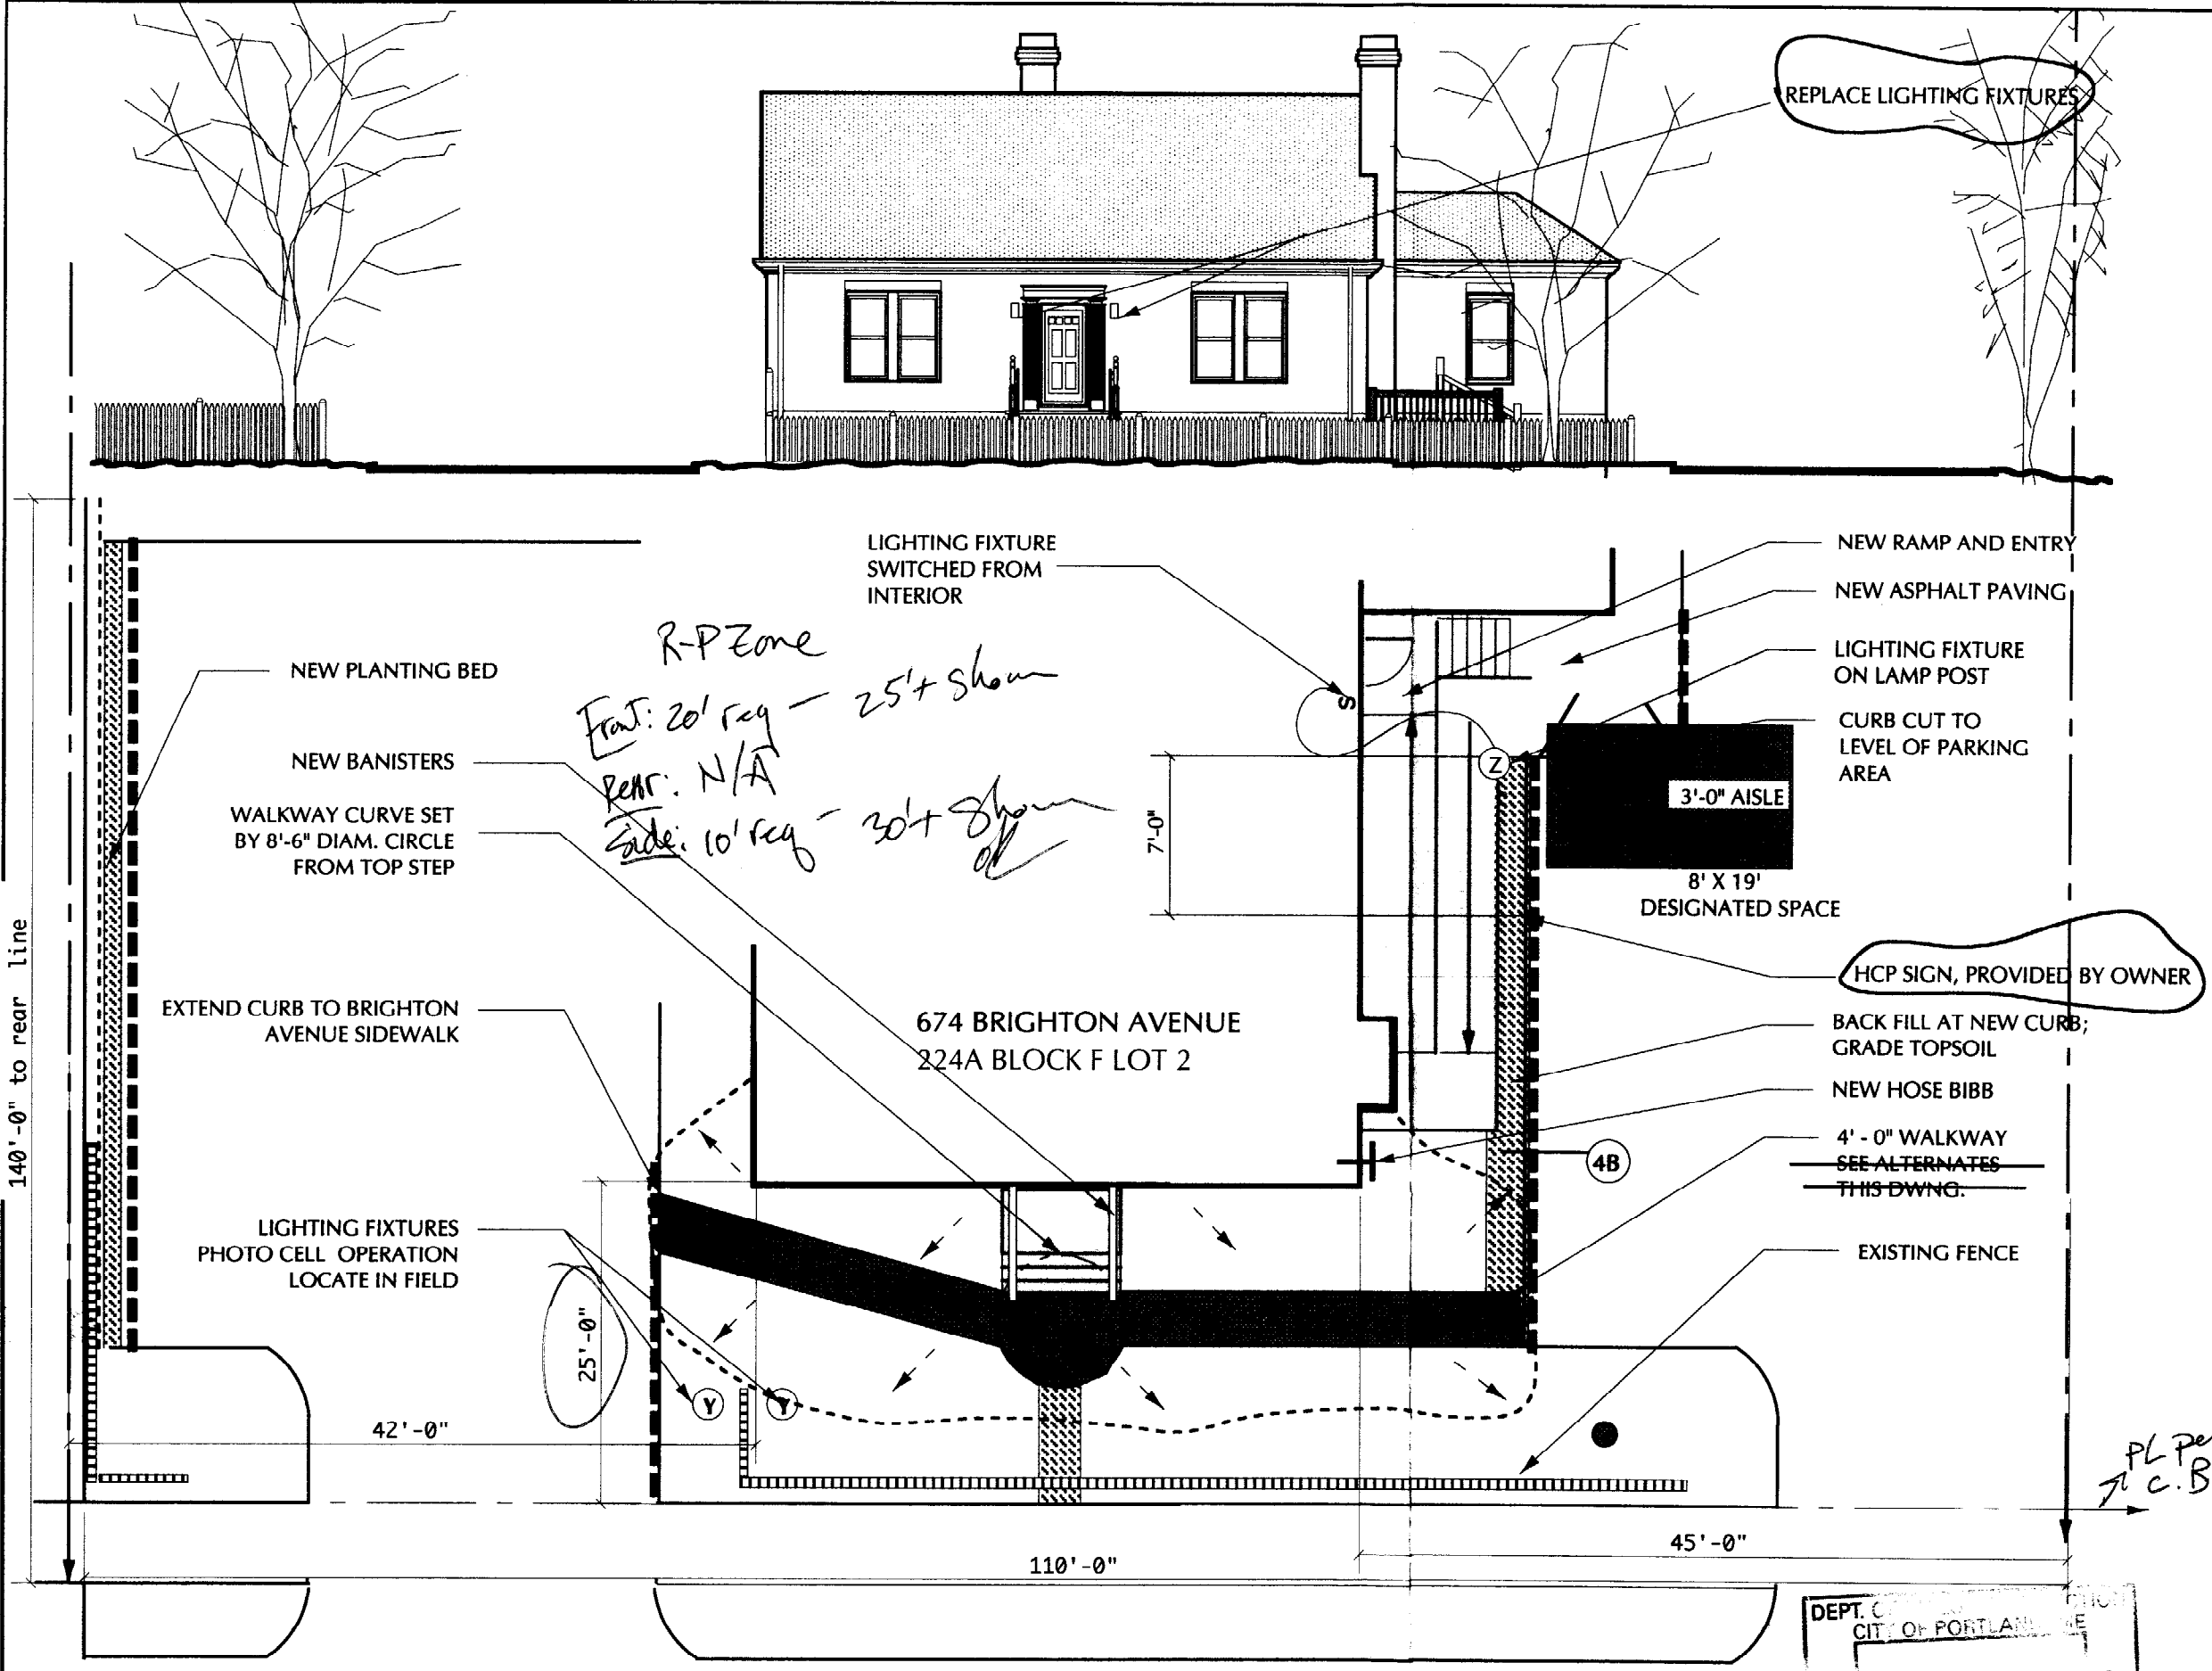 REPLACE LIGHTING FIXTURES
LIGHTING FIXTURE
SWITCHED FROM
INTERIOR
NEW RAMP AND ENTRY
NEW ASPHALT PAVING
LIGHTING FIXTURE
ON LAMP POST
CURB CUT TO
LEVEL OF PARKING
AREA
R-P Zone
Front: 20' req - 25'+ Shown
Rear: N/A
Side: 10' req - 30'+ Shown
OK
NEW PLANTING BED
NEW BANISTERS
WALKWAY CURVE SET
BY 8'-6" DIAM. CIRCLE
FROM TOP STEP
S
Z
7'-0"
3'-0" AISLE
8' X 19'
DESIGNATED SPACE
140'-0" to rear line
EXTEND CURB TO BRIGHTON
AVENUE SIDEWALK
674 BRIGHTON AVENUE
224A BLOCK F LOT 2
HCP SIGN, PROVIDED BY OWNER
BACK FILL AT NEW CURB;
GRADE TOPSOIL
NEW HOSE BIBB
4' - 0" WALKWAY
SEE ALTERNATES
THIS DWNG.
4B
EXISTING FENCE
LIGHTING FIXTURES
PHOTO CELL OPERATION
LOCATE IN FIELD
25'-0"
Y
Y
42'-0"
PL
C.B
45'-0"
110'-0"
DEPT.
CITY OF PORTLAND